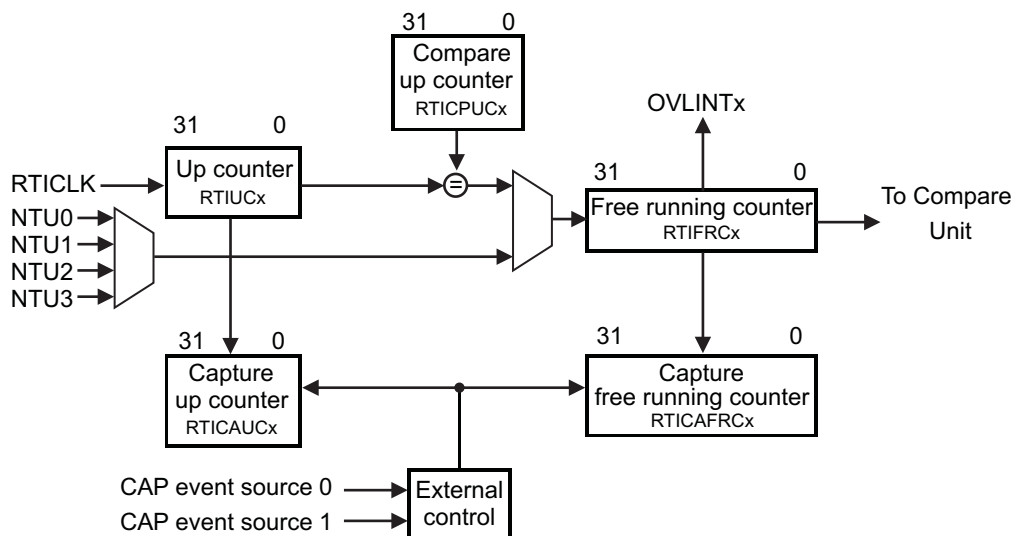 31 0
Compare
up counter
RTICPUCx
OVLINTx
31 0
Up counter
RTIUCx
RTICLK
=
31 0
Free running counter
RTIFRCx
To Compare
Unit
NTU0
NTU1
NTU2
NTU3
31 0
Capture
up counter
RTICAUCx
31 0
Capture
free running counter
RTICAFRCx
CAP event source 0
CAP event source 1
External
control